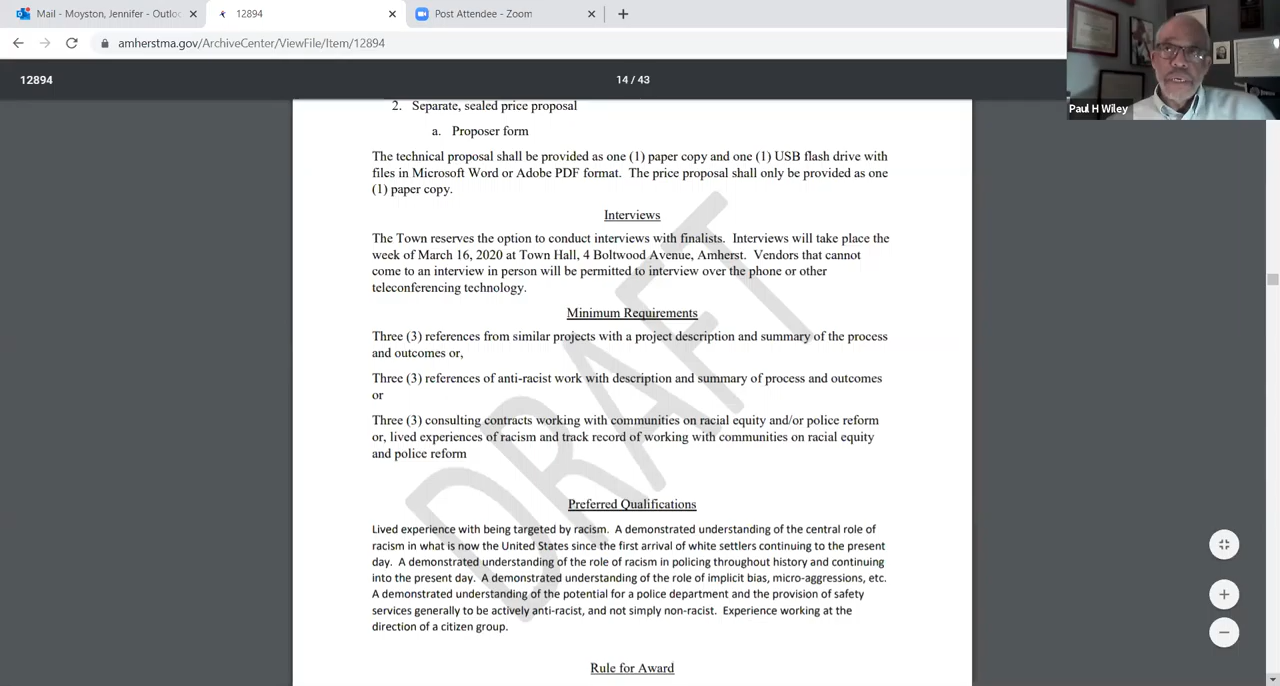 Mail - Moyston, Jennifer - Outloo
12894
Post Attendee - Zoom
amherstma.gov/ArchiveCenter/ViewFile/Item/12894
12894
14 / 43
Paul H Wiley
2. Separate, sealed price proposal
a. Proposer form
The technical proposal shall be provided as one (1) paper copy and one (1) USB flash drive with
files in Microsoft Word or Adobe PDF format. The price proposal shall only be provided as one
(1) paper copy.
Interviews
The Town reserves the option to conduct interviews with finalists. Interviews will take place the
week of March 16, 2020 at Town Hall, 4 Boltwood Avenue, Amherst. Vendors that cannot
come to an interview in person will be permitted to interview over the phone or other
teleconferencing technology.
Minimum Requirements
Three (3) references from similar projects with a project description and summary of the process
and outcomes or,
Three (3) references of anti-racist work with description and summary of process and outcomes
or
Three (3) consulting contracts working with communities on racial equity and/or police reform
or, lived experiences of racism and track record of working with communities on racial equity
and police reform
DRAFT
Preferred Qualifications
Lived experience with being targeted by racism. A demonstrated understanding of the central role of
racism in what is now the United States since the first arrival of white settlers continuing to the present
day. A demonstrated understanding of the role of racism in policing throughout history and continuing
into the present day. A demonstrated understanding of the role of implicit bias, micro-aggressions, etc.
A demonstrated understanding of the potential for a police department and the provision of safety
services generally to be actively anti-racist, and not simply non-racist. Experience working at the
direction of a citizen group.
Rule for Award